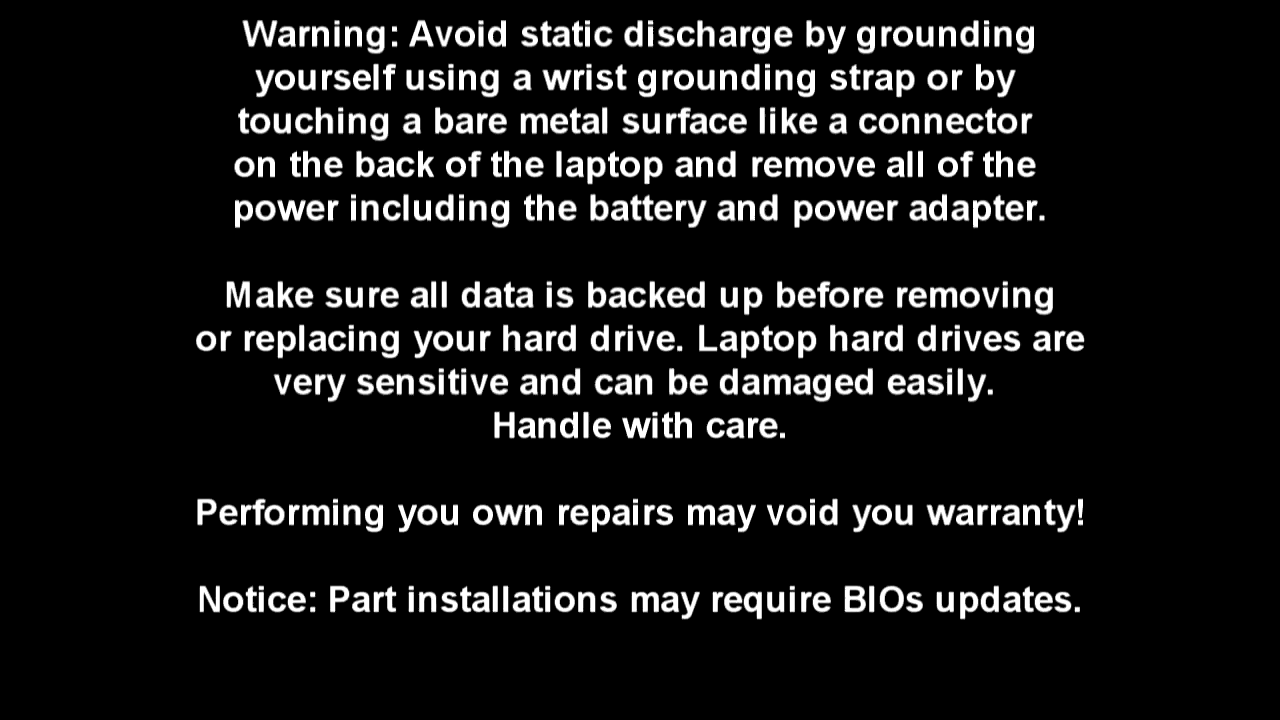 Warning: Avoid static discharge by grounding
yourself using a wrist grounding strap or by
touching a bare metal surface like a connector
on the back of the laptop and remove all of the
power including the battery and power adapter.
Make sure all data is backed up before removing
or replacing your hard drive. Laptop hard drives are
very sensitive and can be damaged easily.
Handle with care.
Performing you own repairs may void you warranty!
Notice: Part installations may require BIOs updates.